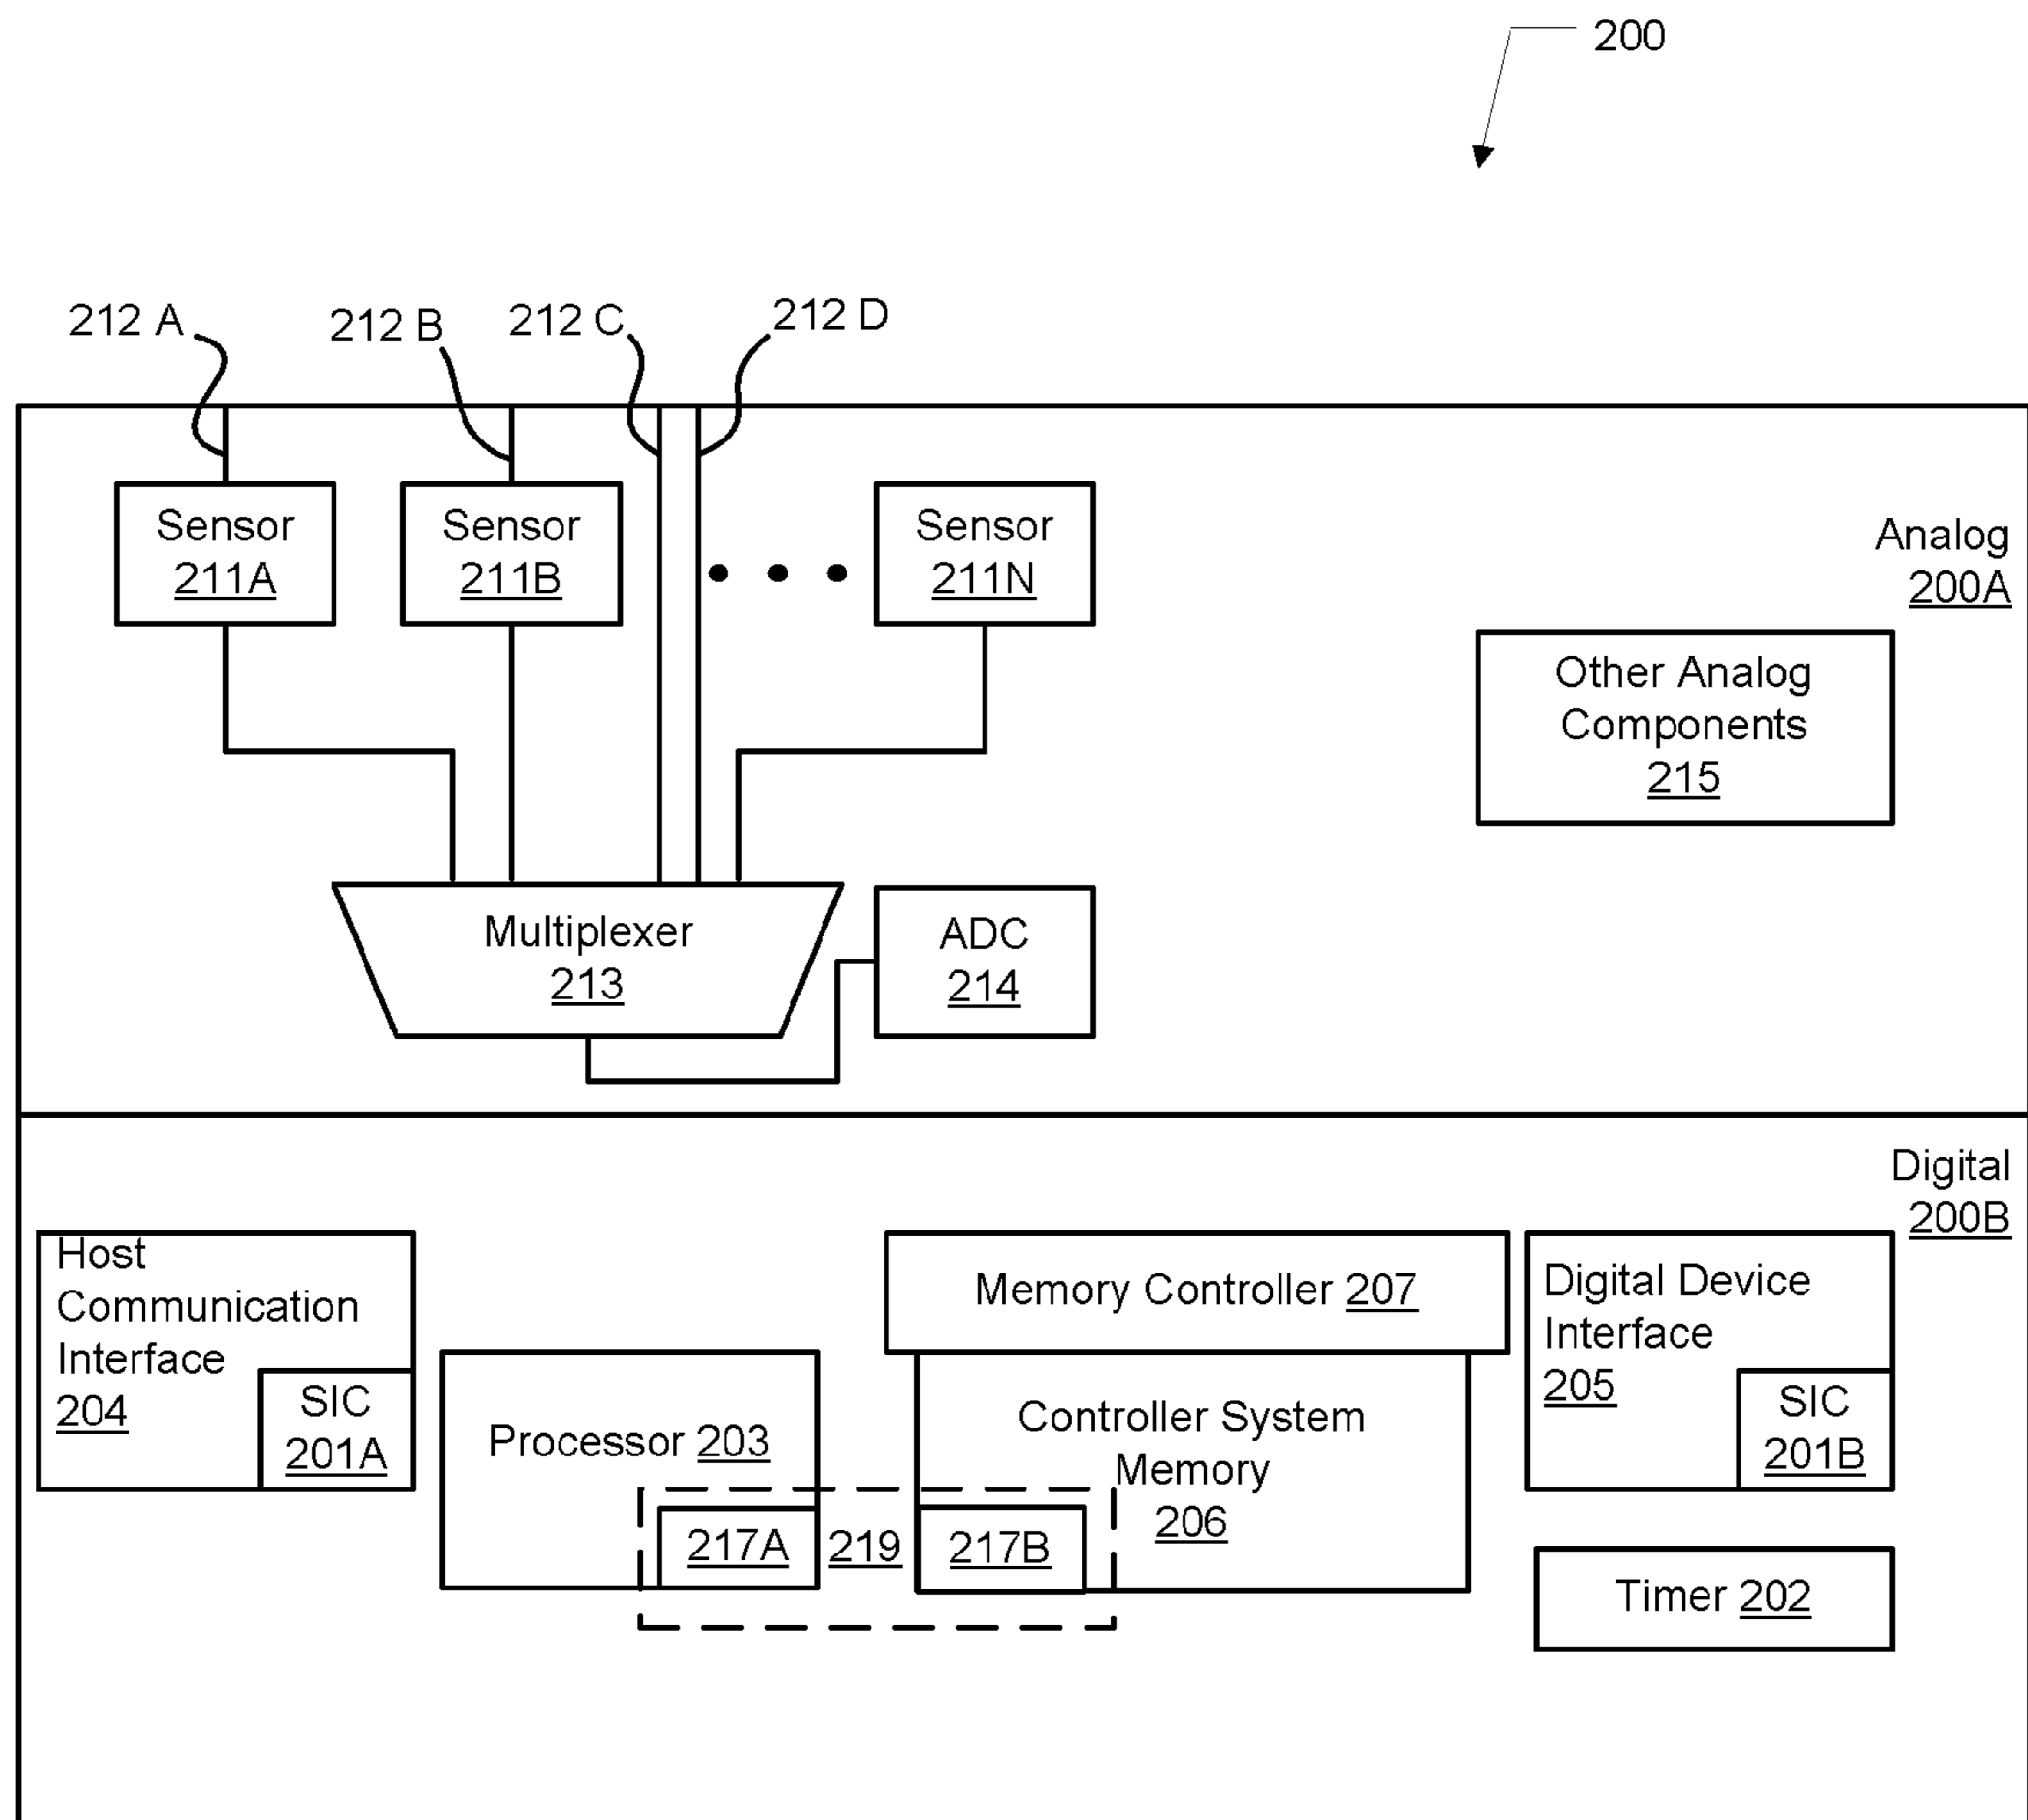 200
212 A
212 B
212 C
212 D
Sensor
211A
Sensor
211B
Sensor
211N
Analog
200A
Other Analog
Components
215
Multiplexer
213
ADC
214
Digital
200B
Host
Communication
Interface
204
SIC
201A
Processor 203
217A
219
217B
Memory Controller 207
Controller System
Memory
206
Digital Device
Interface
205
SIC
201B
Timer 202